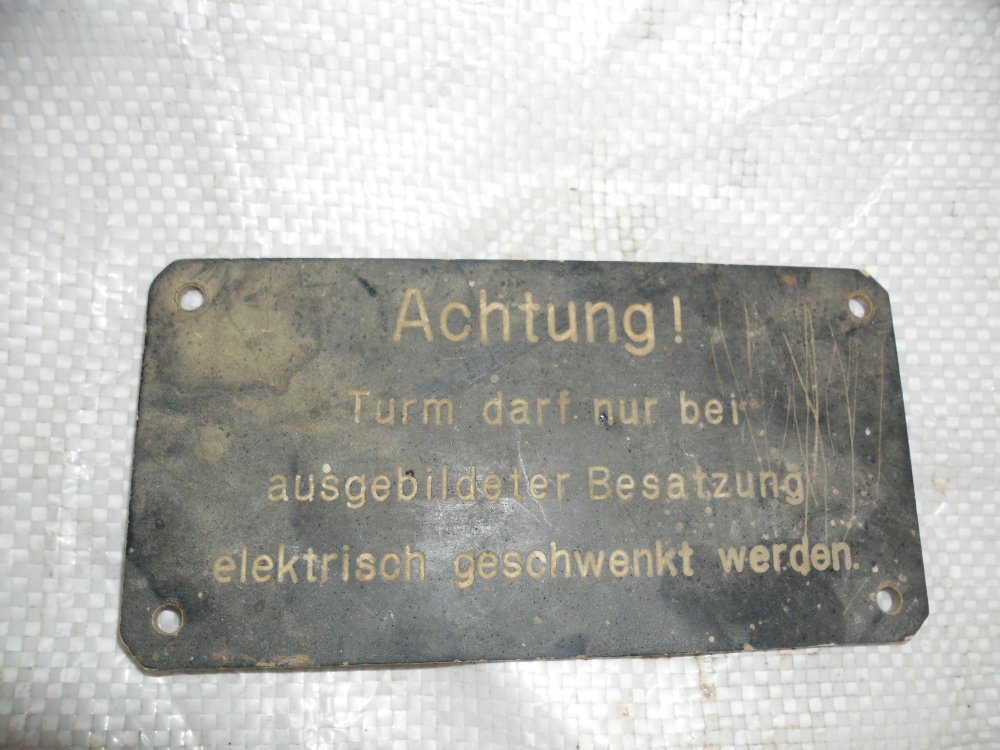 Achtung!
Turm darf nur bei
ausgebildeter Besatzung
elektrisch geschwenkt werden.